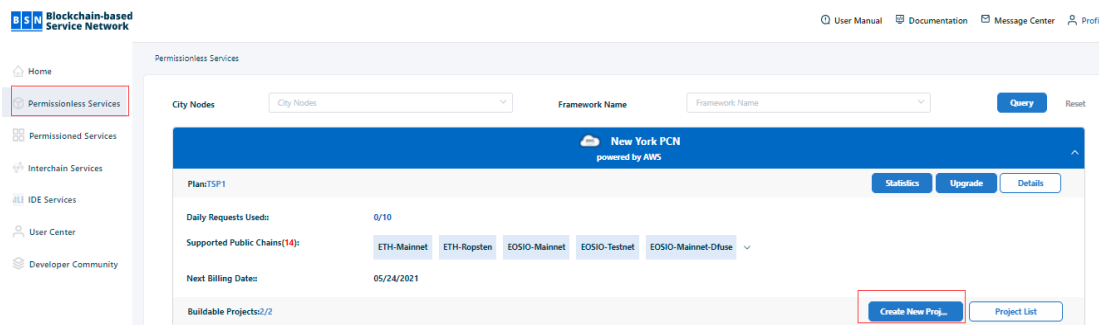 BSN Blockchain-based
Service Network
User Manual Documentation Message Center Profi
Permissionless Services
Home
Permissionless Services
Permissioned Services
Interchain Services
IDE Services
User Center
Developer Community
City Nodes City Nodes Framework Name Framework Name Query Reset
aws New York PCN
powered by AWS
Plan:TSP1 Statistics Upgrade Details
Daily Requests Used:: 0/10
Supported Public Chains(14): ETH-Mainnet ETH-Ropsten EOSIO-Mainnet EOSIO-Testnet EOSIO-Mainnet-Dfuse
Next Billing Date:: 05/24/2021
Buildable Projects:2/2 Create New Proj... Project List